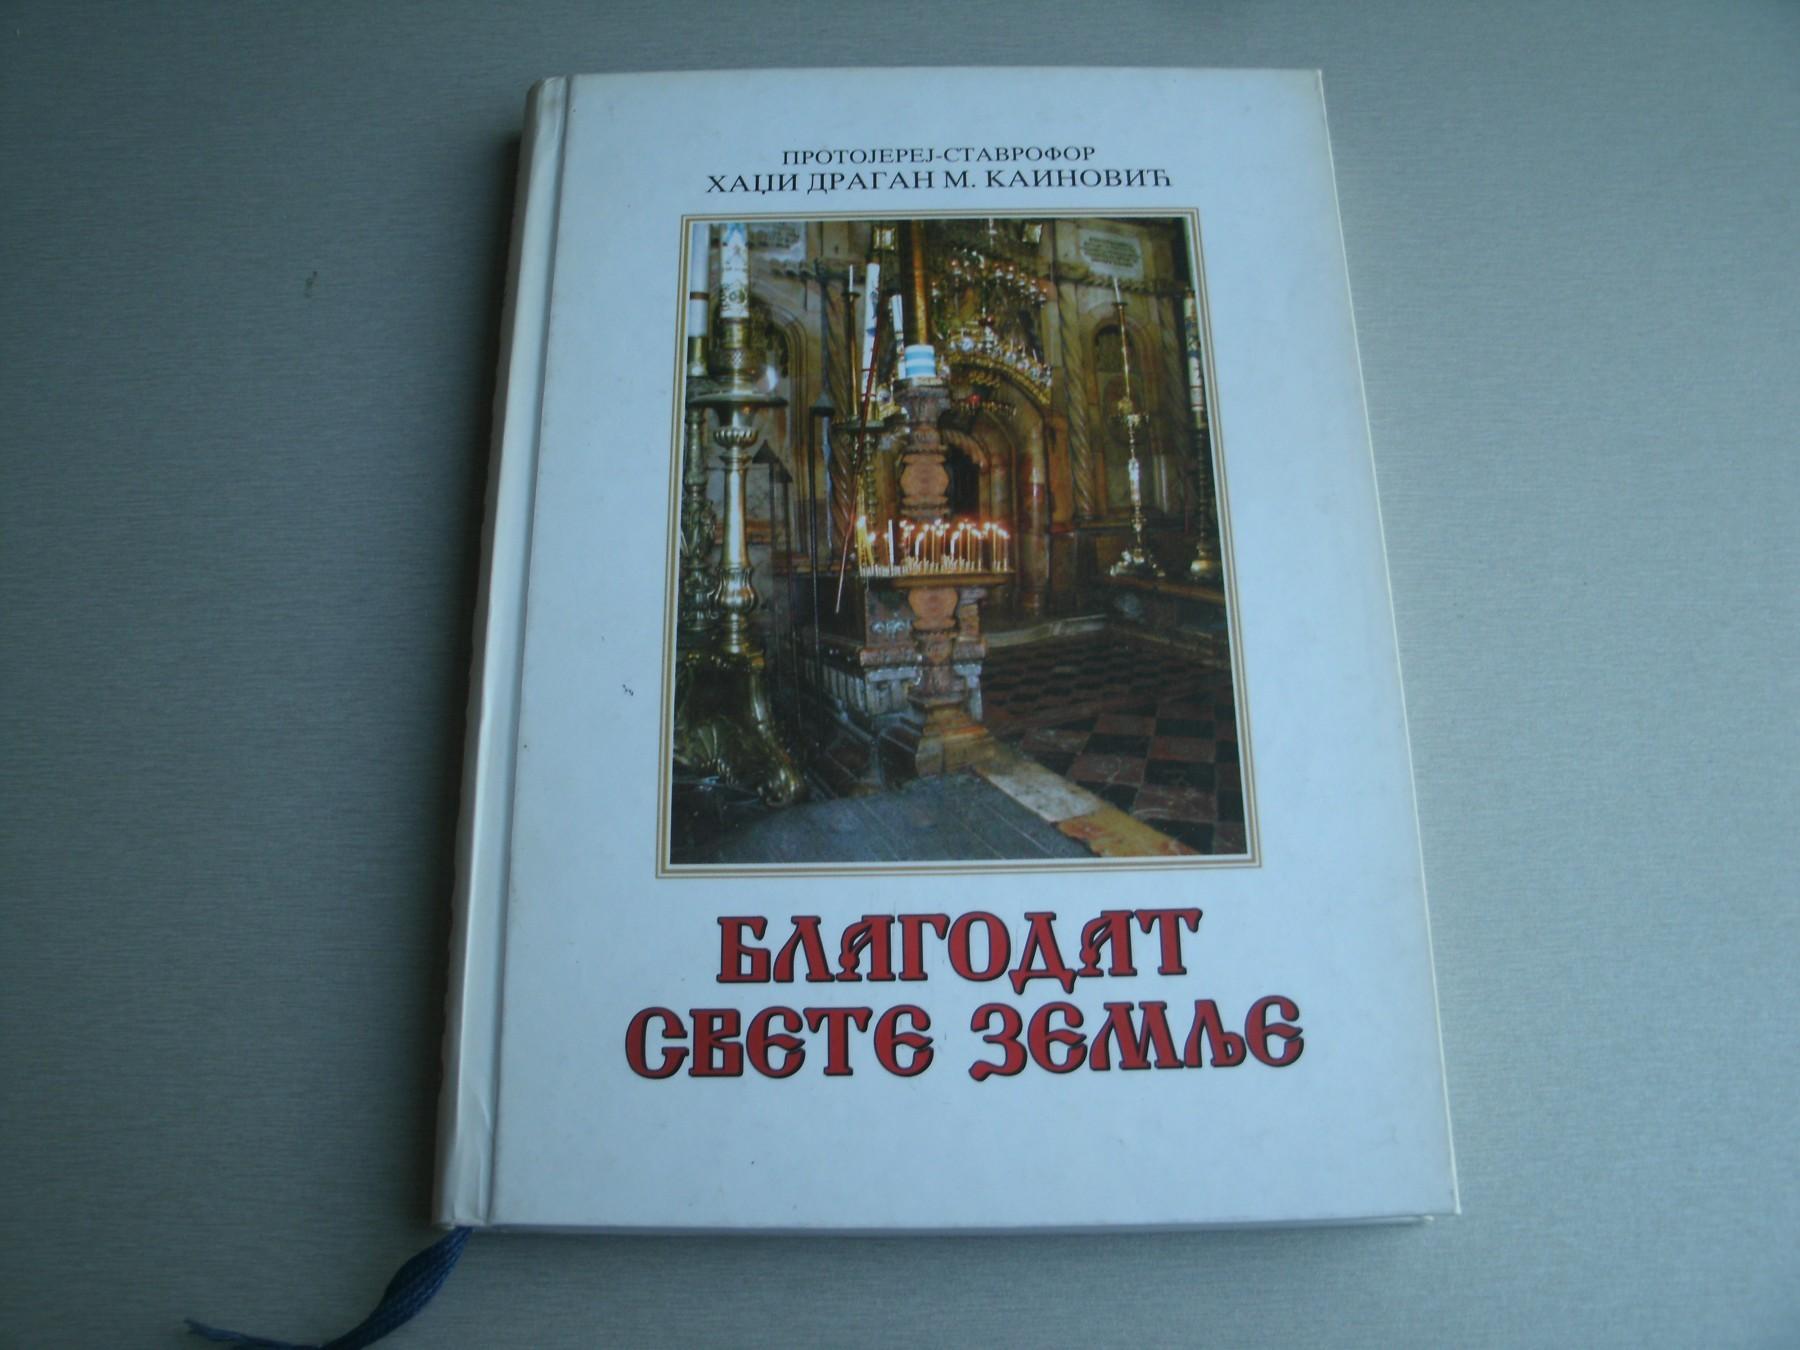 ПРОТОЈЕРЕЈ-СТАВРОФОР
ХАЏИ ДРАГАН М. КАИНОВИЋ
БЛАГОДАТ
СВЕТЕ ЗЕМЉЕ